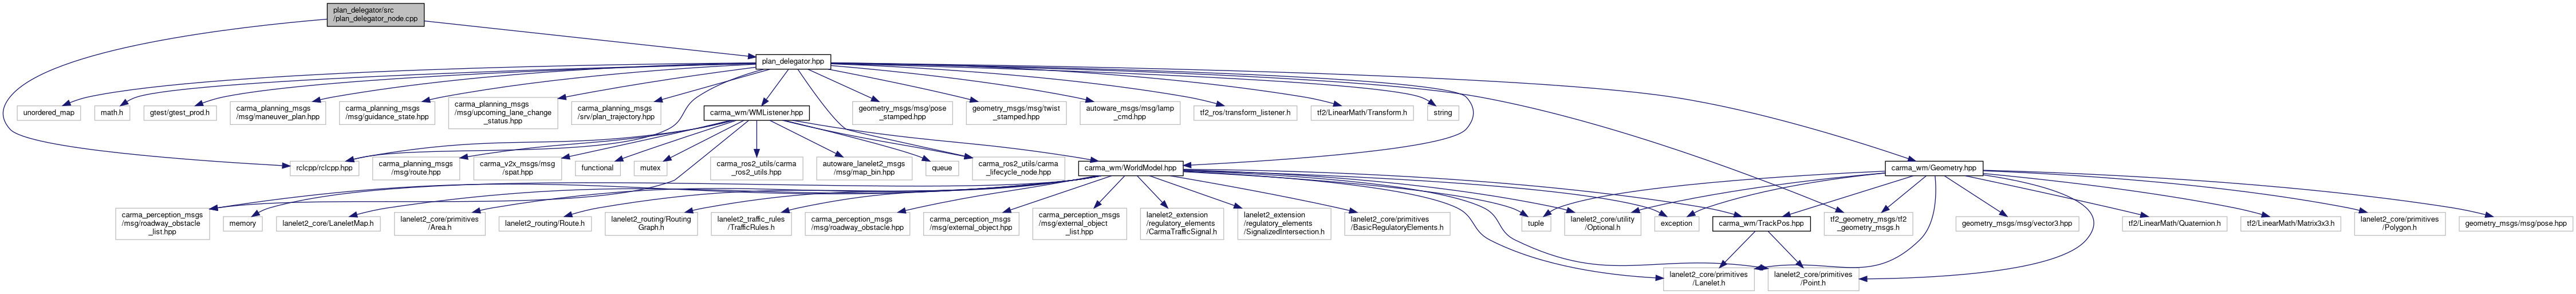 plan_delegator/src
/plan_delegator_node.cpp
plan_delegator.hpp
unordered_map
math.h
gtest/gtest_prod.h
carma_planning_msgs
/msg/maneuver_plan.hpp
carma_planning_msgs
/msg/guidance_state.hpp
carma_planning_msgs
/msg/upcoming_lane_change
_status.hpp
carma_planning_msgs
/srv/plan_trajectory.hpp
carma_wm/WMListener.hpp
geometry_msgs/msg/pose
_stamped.hpp
geometry_msgs/msg/twist
_stamped.hpp
autoware_msgs/msg/lamp
_cmd.hpp
tf2_ros/transform_listener.h
tf2/LinearMath/Transform.h
string
rclcpp/rclcpp.hpp
carma_planning_msgs
/msg/route.hpp
carma_v2x_msgs/msg
/spat.hpp
functional
mutex
carma_ros2_utils/carma
_ros2_utils.hpp
autoware_lanelet2_msgs
/msg/map_bin.hpp
queue
carma_ros2_utils/carma
_lifecycle_node.hpp
carma_wm/WorldModel.hpp
carma_wm/Geometry.hpp
carma_perception_msgs
/msg/roadway_obstacle
_list.hpp
memory
lanelet2_core/LaneletMap.h
lanelet2_core/primitives
/Area.h
lanelet2_routing/Route.h
lanelet2_routing/Routing
Graph.h
lanelet2_traffic_rules
/TrafficRules.h
carma_perception_msgs
/msg/roadway_obstacle.hpp
carma_perception_msgs
/msg/external_object.hpp
carma_perception_msgs
/msg/external_object
_list.hpp
lanelet2_extension
/regulatory_elements
/CarmaTrafficSignal.h
lanelet2_extension
/regulatory_elements
/SignalizedIntersection.h
lanelet2_core/primitives
/BasicRegulatoryElements.h
tuple
lanelet2_core/utility
/Optional.h
exception
carma_wm/TrackPos.hpp
tf2_geometry_msgs/tf2
_geometry_msgs.h
geometry_msgs/msg/vector3.hpp
tf2/LinearMath/Quaternion.h
tf2/LinearMath/Matrix3x3.h
lanelet2_core/primitives
/Polygon.h
geometry_msgs/msg/pose.hpp
lanelet2_core/primitives
/Lanelet.h
lanelet2_core/primitives
/Point.h